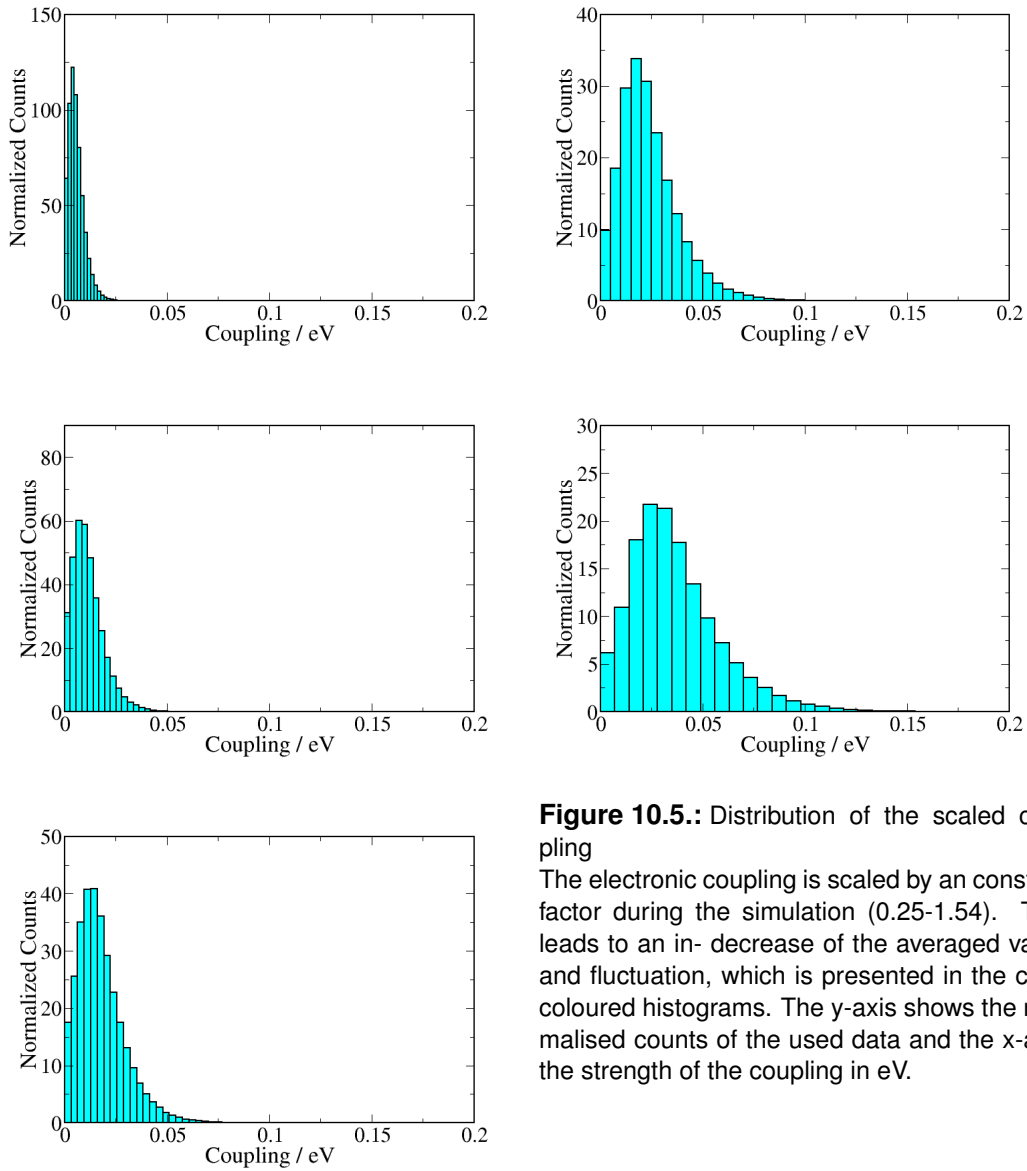 150
100
50
0
Normalized Counts
0 0.05 0.1 0.15 0.2
Coupling / eV
40
30
20
10
0
Normalized Counts
0 0.05 0.1 0.15 0.2
Coupling / eV
80
60
40
20
0
Normalized Counts
0 0.05 0.1 0.15 0.2
Coupling / eV
30
25
20
15
10
5
0
Normalized Counts
0 0.05 0.1 0.15 0.2
Coupling / eV
50
40
30
20
10
0
Normalized Counts
0 0.05 0.1 0.15 0.2
Coupling / eV
Figure 10.5.: Distribution of the scaled
pling
The electronic coupling is scaled by an const
factor during the simulation (0.25-1.54). T
leads to an in- decrease of the averaged va
and fluctuation, which is presented in the c
coloured histograms. The y-axis shows the
malised counts of the used data and the x-a
the strength of the coupling in eV.